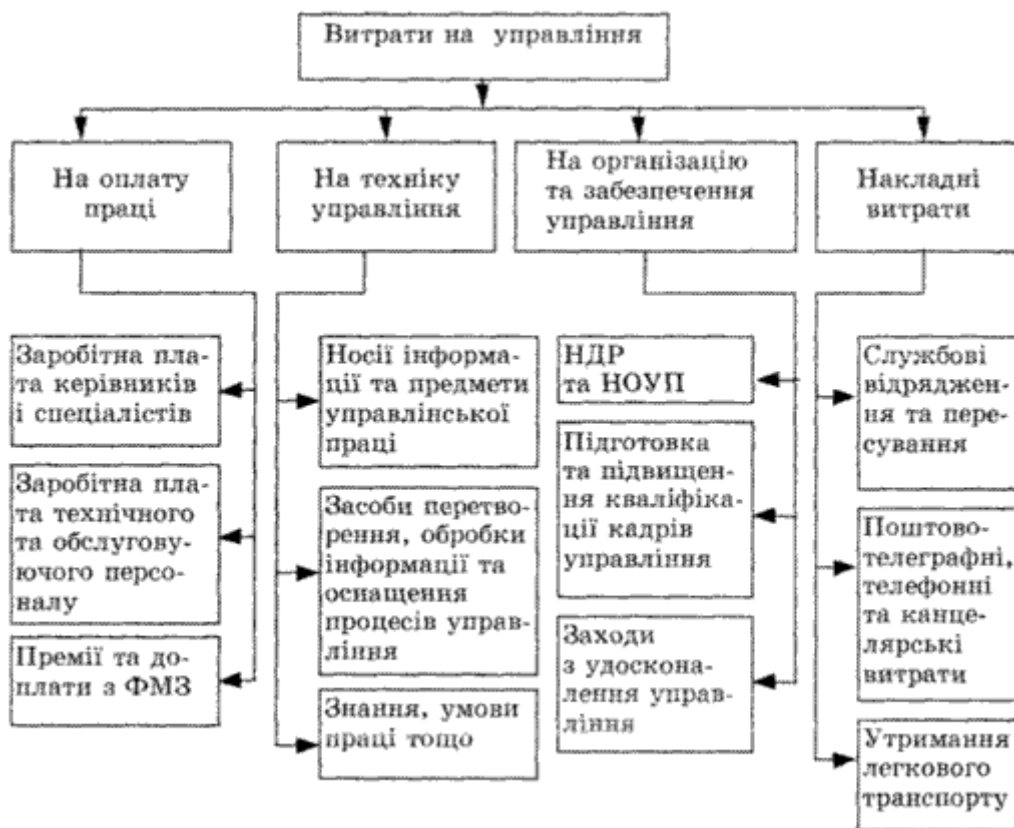 Витрати на управління
На оплату
праці
На техніку
управління
На організацію
та забезпечення
управління
Накладні
витрати
Заробітна пла-
та керівників
і спеціалістів
Заробітна пла-
та технічного
та обслугову-
ючого персо-
налу
Премії та до-
плати з ФМЗ
Носії інформа-
ції та предмети
управлінської
праці
Засоби перетво-
рення, обробки
інформації та
оснащення
процесів управ-
ління
Знання, умови
праці тощо
НДР
та НОУП
Підготовка
та підвищен-
ня кваліфіка-
ції кадрів
управління
Заходи
з удоскона-
лення управ-
ління
Службові
відряджен-
ня та пере-
сування
Поштово-
телеграфні,
телефонні
та канце-
лярські
витрати
Утримання
легкового
транспорту